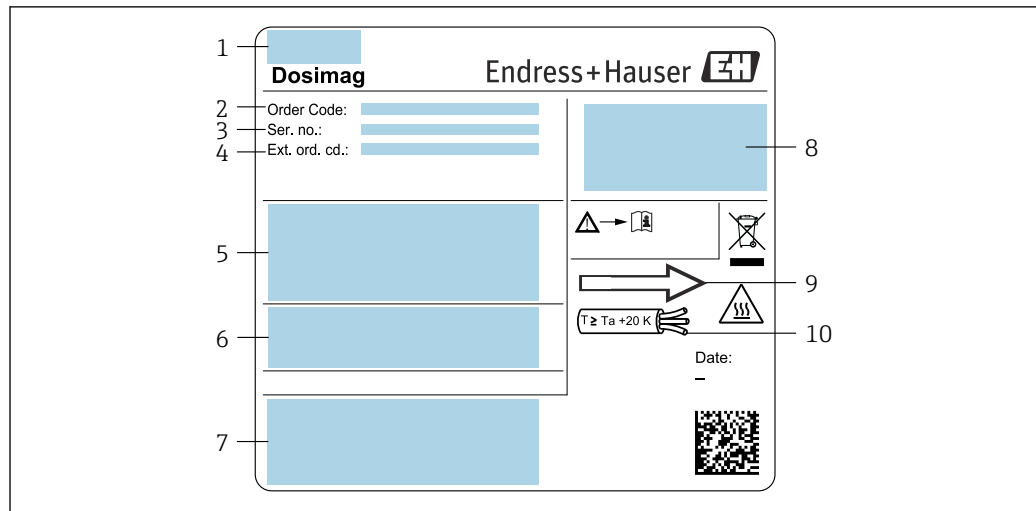 1
Dosimag
Endress+Hauser EH
2 Order Code:
3 Ser. no.:
4 Ext. ord. cd.:
8
5
i
9
6
T ≥ Ta +20 K
10
Date:
–
7